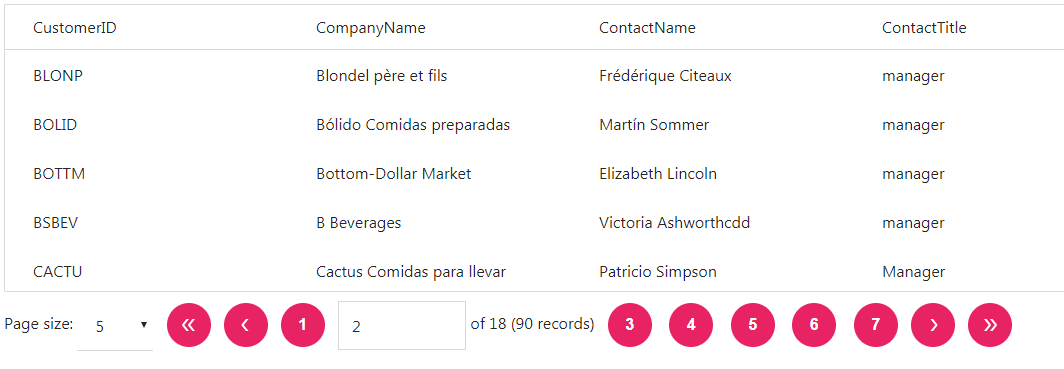 CustomerID CompanyName ContactName ContactTitle
BLONP Blondel père et fils Frédérique Citeaux manager
BOLID Bólido Comidas preparadas Martín Sommer manager
BOTTM Bottom-Dollar Market Elizabeth Lincoln manager
BSBEV B Beverages Victoria Ashworthcdd manager
CACTU Cactus Comidas para llevar Patricio Simpson Manager
Page size: 5 ▼ « ‹ 1 2 of 18 (90 records) 3 4 5 6 7 › »